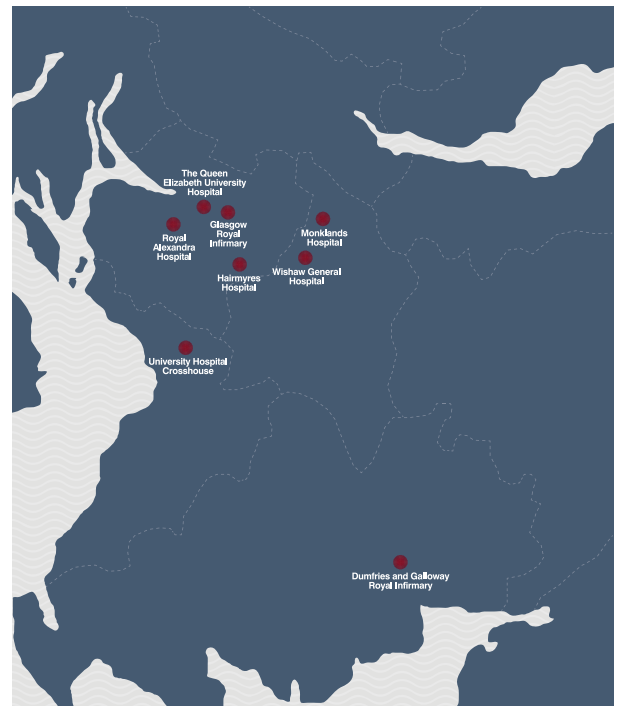 The Queen
Elizabeth University
Hospital
Royal
Alexandra
Hospital
Glasgow
Royal
Infirmary
Monklands
Hospital
Hairmyres
Hospital
Wishaw General
Hospital
University Hospital
Crosshouse
Dumfries and Galloway
Royal Infirmary